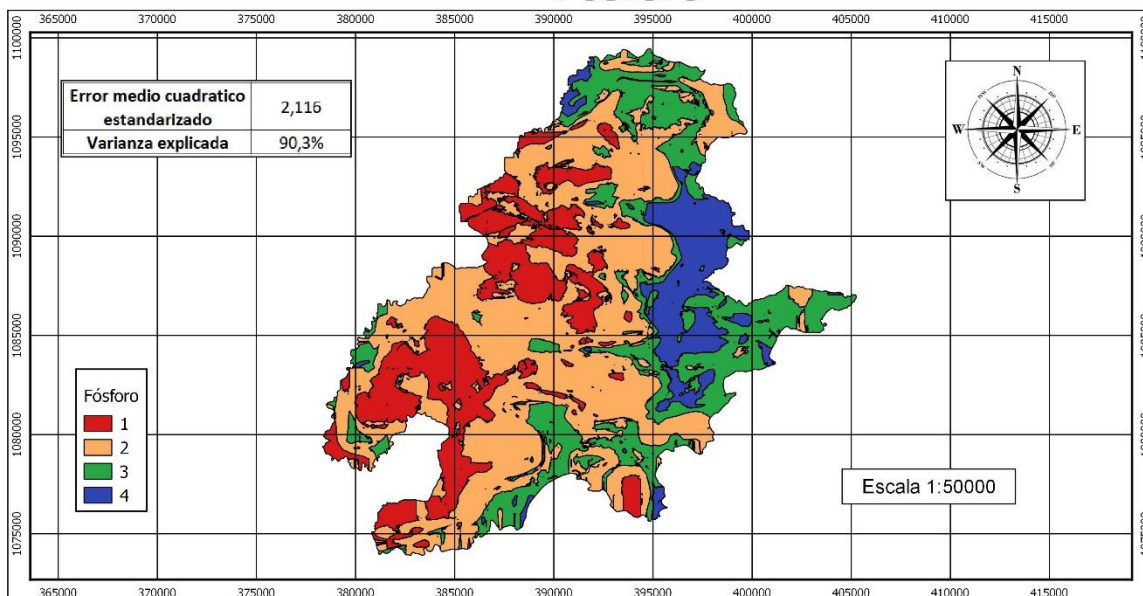 365000 370000 375000 380000 385000 390000 395000 400000 405000 410000 415000
1100000
1095000
1090000
1085000
1080000
1075000
Error medio cuadratico
estandarizado
2,116
Varianza explicada
90,3%
N
W
E
S
Fósforo
1
2
3
4
Escala 1:50000
365000 370000 375000 380000 385000 390000 395000 400000 405000 410000 415000